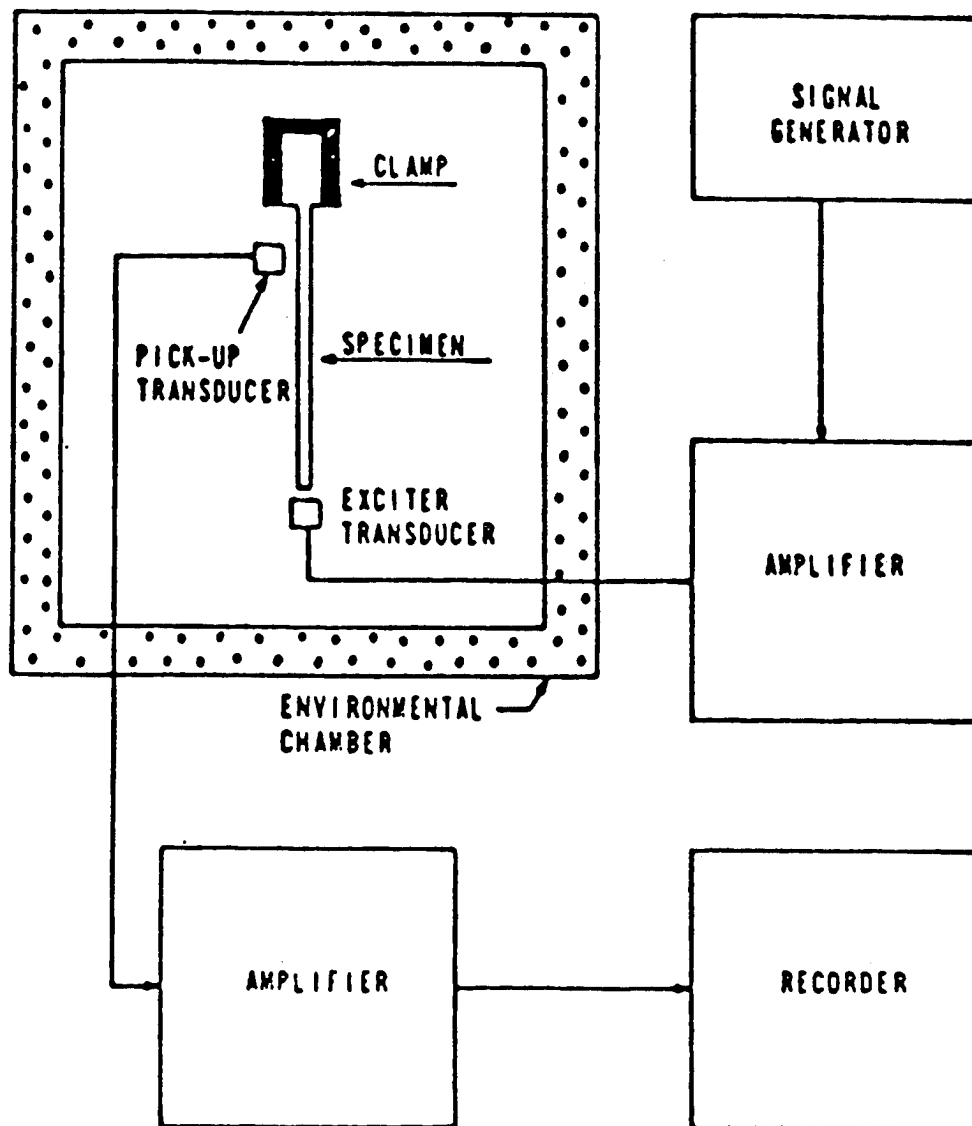 SIGNAL
GENERATOR
CLAMP
PICK-UP
TRANSDUCER
SPECIMEN
EXCITER
TRANSDUCER
AMPLIFIER
ENVIRONMENTAL
CHAMBER
AMPLIFIER
RECORDER